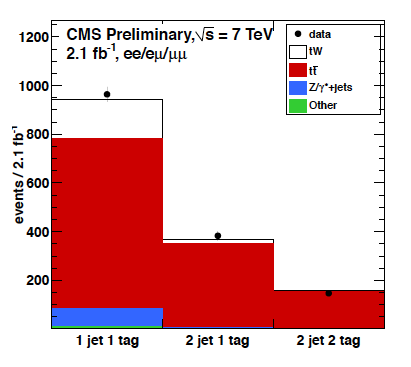 CMS Preliminary, √s = 7 TeV
2.1 fb⁻¹, ee/eμ/μμ
data
tW
tt̄
Z/γ*+jets
Other
events / 2.1 fb⁻¹
1200
1000
800
600
400
200
1 jet 1 tag 2 jet 1 tag 2 jet 2 tag